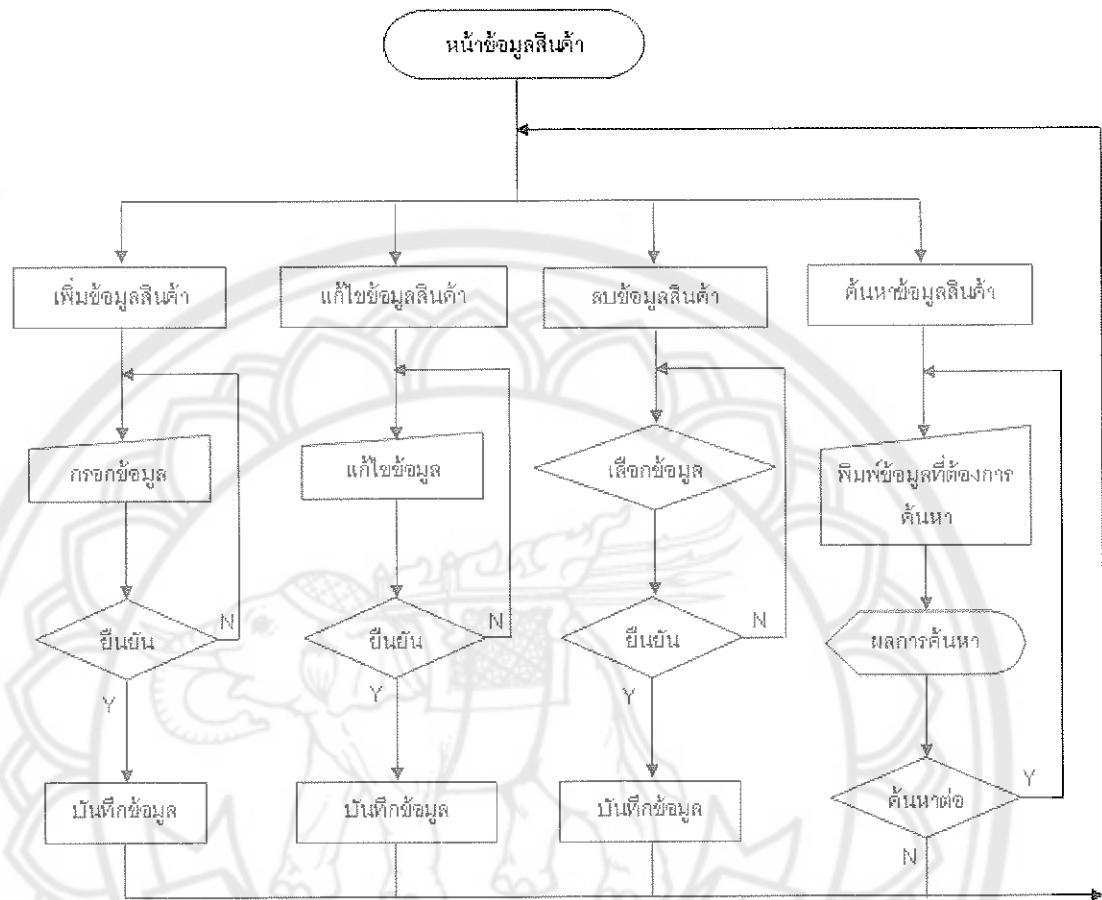 หน้าข้อมูลสินค้า
เพิ่มข้อมูลสินค้า
แก้ไขข้อมูลสินค้า
ลบข้อมูลสินค้า
ค้นหาข้อมูลสินค้า
กรอกข้อมูล
แก้ไขข้อมูล
เลือกข้อมูล
พิมพ์ข้อมูลที่ต้องการ
ค้นหา
ยืนยัน
N
ยืนยัน
N
ยืนยัน
N
ผลการค้นหา
Y
Y
Y
บันทึกข้อมูล
บันทึกข้อมูล
บันทึกข้อมูล
ค้นหาต่อ
Y
N